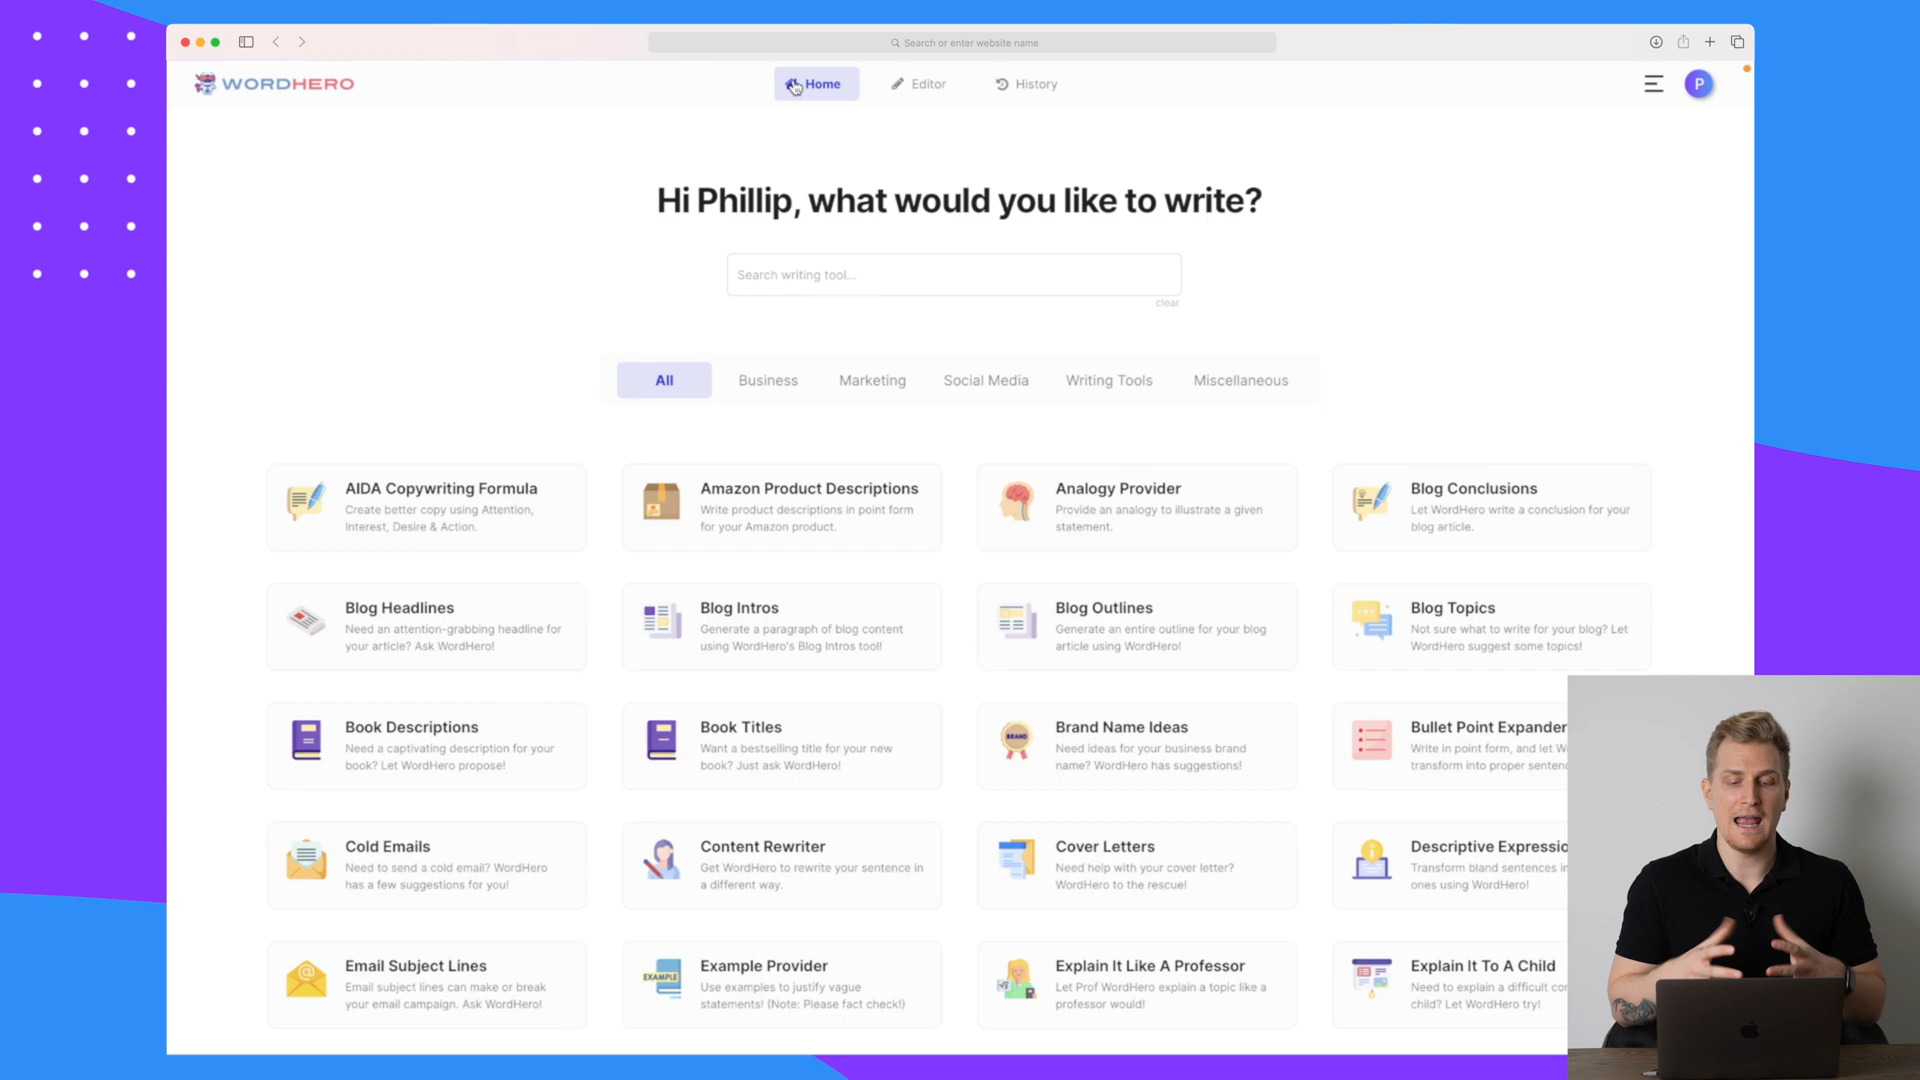 Search or enter website name
WORDHERO
Home
Editor
History
P
Hi Phillip, what would you like to write?
Search writing tool...
clear
All
Business
Marketing
Social Media
Writing Tools
Miscellaneous
AIDA Copywriting Formula
Create better copy using Attention,
Interest, Desire & Action.
Amazon Product Descriptions
Write product descriptions in point form
for your Amazon product.
Analogy Provider
Provide an analogy to illustrate a given
statement.
Blog Conclusions
Let WordHero write a conclusion for your
blog article.
Blog Headlines
Need an attention-grabbing headline for
your article? Ask WordHero!
Blog Intros
Generate a paragraph of blog content
using WordHero's Blog Intros tool!
Blog Outlines
Generate an entire outline for your blog
article using WordHero!
Blog Topics
Not sure what to write for your blog? Let
WordHero suggest some topics!
Book Descriptions
Need a captivating description for your
book? Let WordHero propose!
Book Titles
Want a bestselling title for your new
book? Just ask WordHero!
BRAND
Brand Name Ideas
Need ideas for your business brand
name? WordHero has suggestions!
Bullet Point Expander
Write in point form, and let
transform into proper
Cold Emails
Need to send a cold email? WordHero
has a few suggestions for you!
Content Rewriter
Get WordHero to rewrite your sentence in
a different way.
Cover Letters
Need help with your cover letter?
WordHero to the rescue!
Descriptive
Transform bland sentences
ones using WordHero!
Email Subject Lines
Email subject lines can make or break
your email campaign. Ask WordHero!
EXAMPLE
Example Provider
Use examples to justify vague
statements! (Note: Please fact check!)
Explain It Like A Professor
Let Prof WordHero explain a topic like a
professor would!
Explain It To A Child
Need to explain a difficult
child? Let WordHero try!